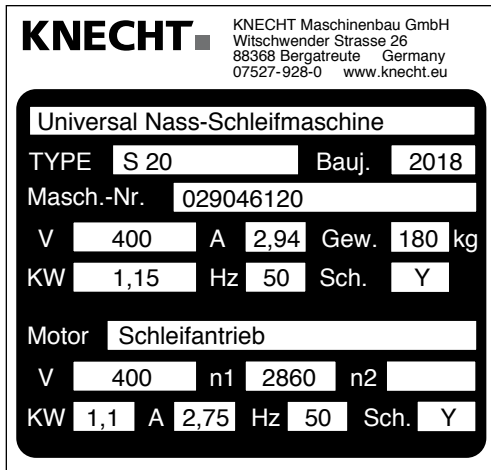 KNECHT
KNECHT Maschinenbau GmbH
Witschwender Strasse 26
88368 Bergatreute Germany
07527-928-0 www.knecht.eu
Universal Nass-Schleifmaschine
TYPE S 20 Bauj. 2018
Masch.-Nr. 029046120
V 400 A 2,94 Gew. 180 kg
KW 1,15 Hz 50 Sch. Y
Motor Schleifantrieb
V 400 n1 2860 n2
KW 1,1 A 2,75 Hz 50 Sch. Y